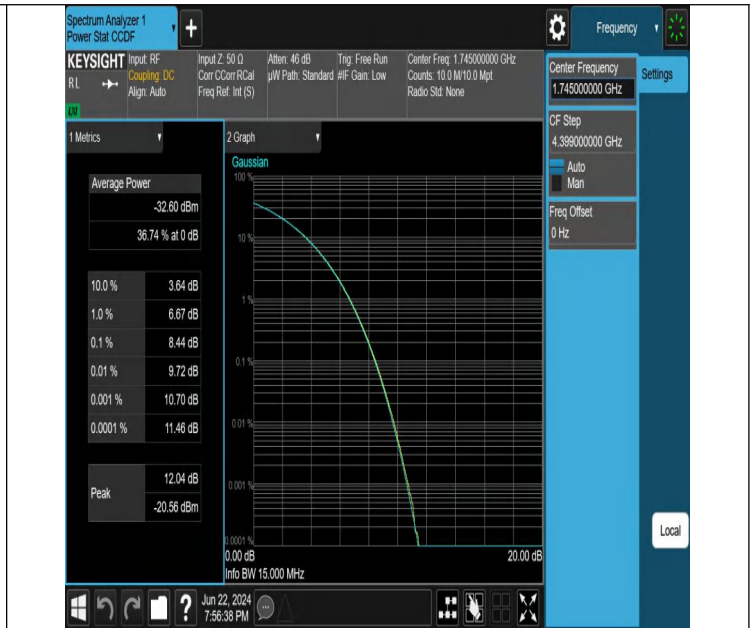 Spectrum Analyzer 1
Power Stat CCDF
+
Frequency
KEYSIGHT
RL
Input: RF
Coupling: DC
Align: Auto
Input Z: 50 Ω
Corr CCorr RCal
Freq Ref: Int (S)
Atten: 46 dB
µW Path: Standard
Trig: Free Run
#IF Gain: Low
Center Freq: 1.745000000 GHz
Counts: 10.0 M/10.0 Mpt
Radio Std: None
Center Frequency
1.745000000 GHz
Settings
CF Step
4.399000000 GHz
Auto
Man
Freq Offset
0 Hz
Local
1 Metrics
Average Power
-32.60 dBm
36.74 % at 0 dB
10.0 % 3.64 dB
1.0 % 6.67 dB
0.1 % 8.44 dB
0.01 % 9.72 dB
0.001 % 10.70 dB
0.0001 % 11.46 dB
Peak 12.04 dB
-20.56 dBm
2 Graph
Gaussian
100 %
10 %
1 %
0.1 %
0.01 %
0.001 %
0.0001 %
0.00 dB 20.00 dB
Info BW 15.000 MHz
?
Jun 22, 2024
7:56:38 PM